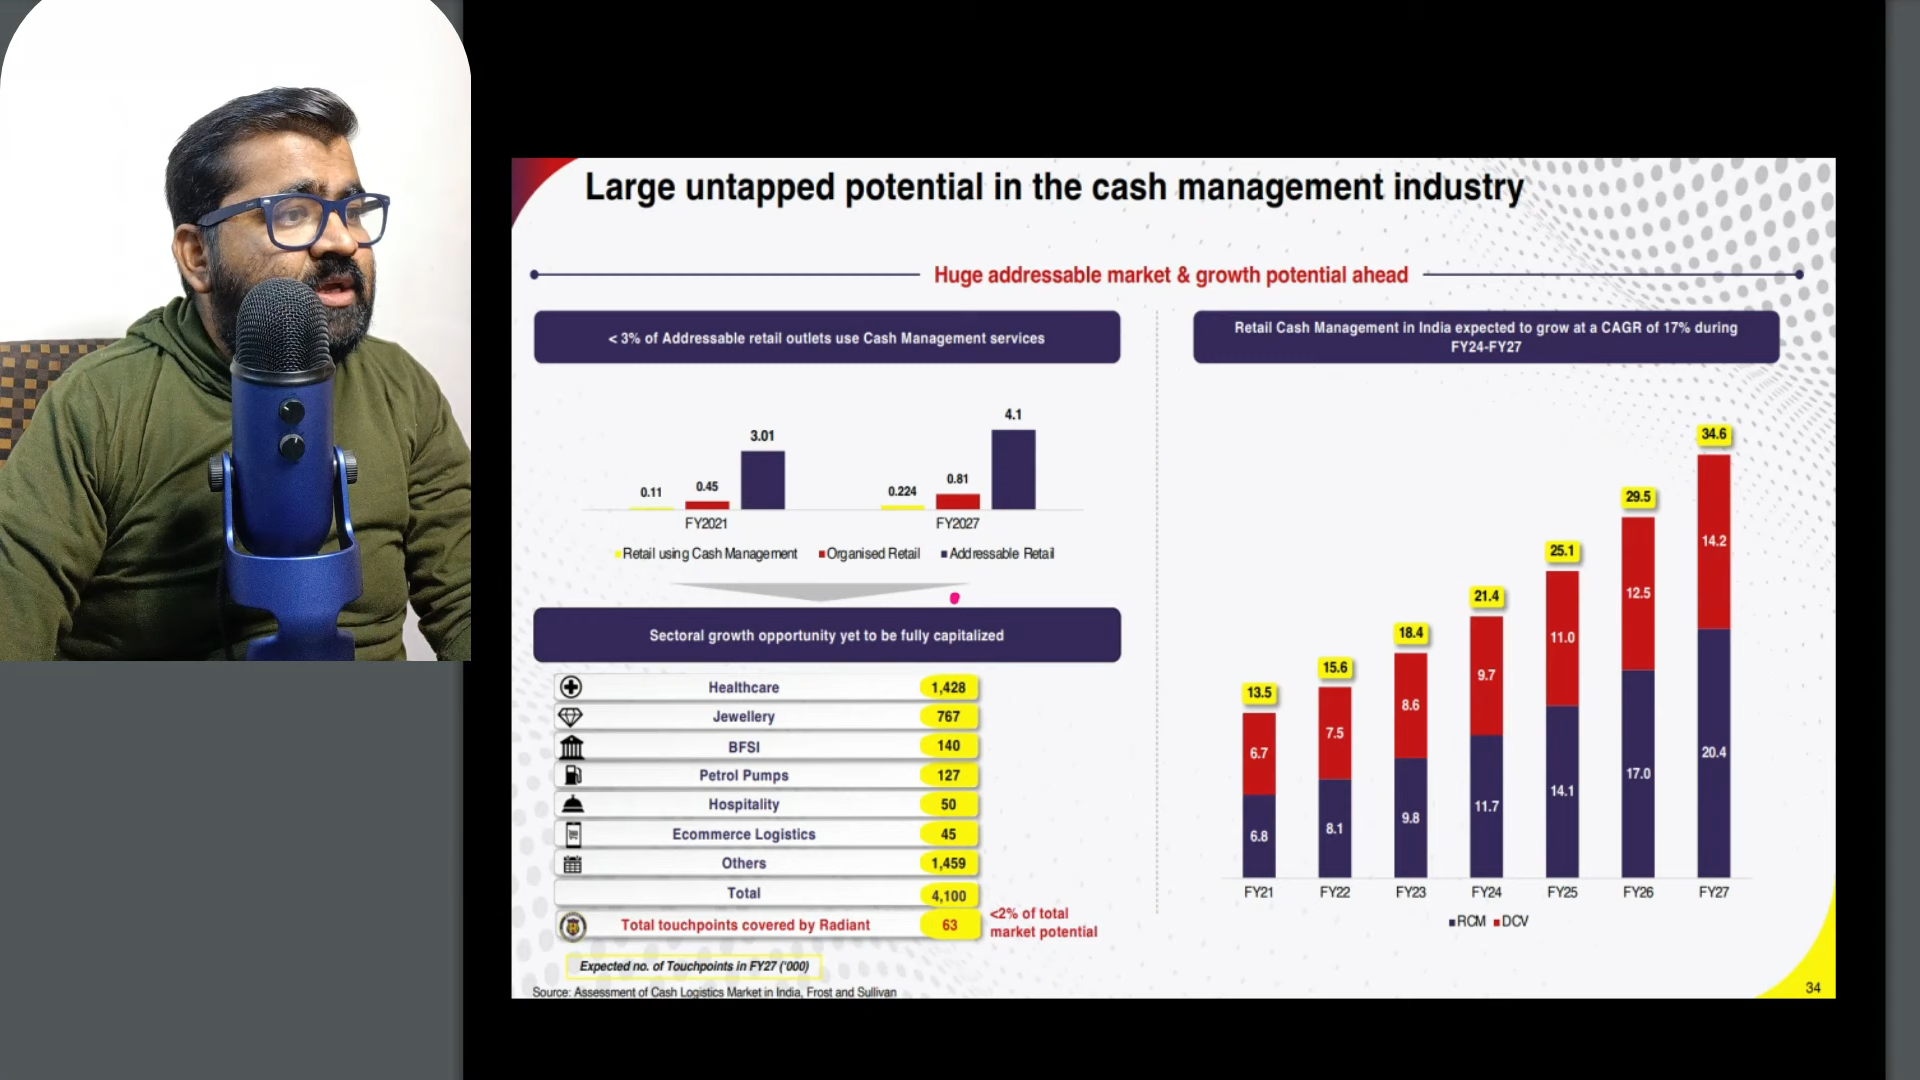 Large untapped potential in the cash management industry
Huge addressable market & growth potential ahead
< 3% of Addressable retail outlets use Cash Management services
0.11
0.45
3.01
0.224
0.81
4.1
FY2021
FY2027
Retail using Cash Management
Organised Retail
Addressable Retail
Sectoral growth opportunity yet to be fully capitalized
Healthcare 1,428
Jewellery 767
BFSI 140
Petrol Pumps 127
Hospitality 50
Ecommerce Logistics 45
Others 1,459
Total 4,100
Total touchpoints covered by Radiant 63
<2% of total
market potential
Expected no. of Touchpoints in FY27 ('000)
Source: Assessment of Cash Logistics Market in India, Frost and Sullivan
Retail Cash Management in India expected to grow at a CAGR of 17% during
FY24-FY27
13.5
6.7
6.8
15.6
7.5
8.1
18.4
8.6
9.8
21.4
9.7
11.7
25.1
11.0
14.1
29.5
12.5
17.0
34.6
14.2
20.4
FY21 FY22 FY23 FY24 FY25 FY26 FY27
RCM DCV
34